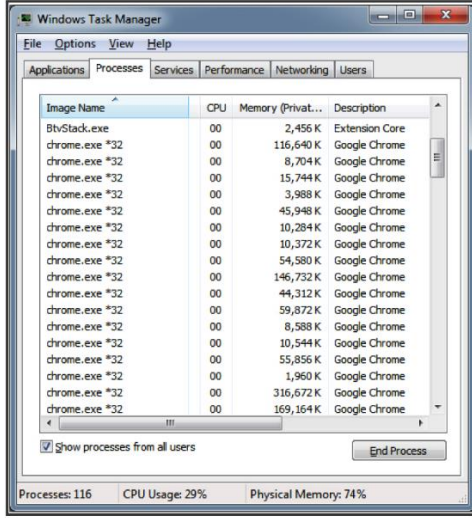 Windows Task Manager
File Options View Help
Applications Processes Services Performance Networking Users
Image Name CPU Memory (Privat... Description
BtvStack.exe 00 2,456 K Extension Core
chrome.exe *32 00 116,640 K Google Chrome
chrome.exe *32 00 8,704 K Google Chrome
chrome.exe *32 00 15,744 K Google Chrome
chrome.exe *32 00 3,988 K Google Chrome
chrome.exe *32 00 45,948 K Google Chrome
chrome.exe *32 00 10,284 K Google Chrome
chrome.exe *32 00 10,372 K Google Chrome
chrome.exe *32 00 54,580 K Google Chrome
chrome.exe *32 00 146,732 K Google Chrome
chrome.exe *32 00 44,312 K Google Chrome
chrome.exe *32 00 59,872 K Google Chrome
chrome.exe *32 00 8,588 K Google Chrome
chrome.exe *32 00 10,544 K Google Chrome
chrome.exe *32 00 55,856 K Google Chrome
chrome.exe *32 00 1,960 K Google Chrome
chrome.exe *32 00 316,672 K Google Chrome
chrome.exe *32 00 169,164 K Google Chrome
Show processes from all users End Process
Processes: 116 CPU Usage: 29% Physical Memory: 74%